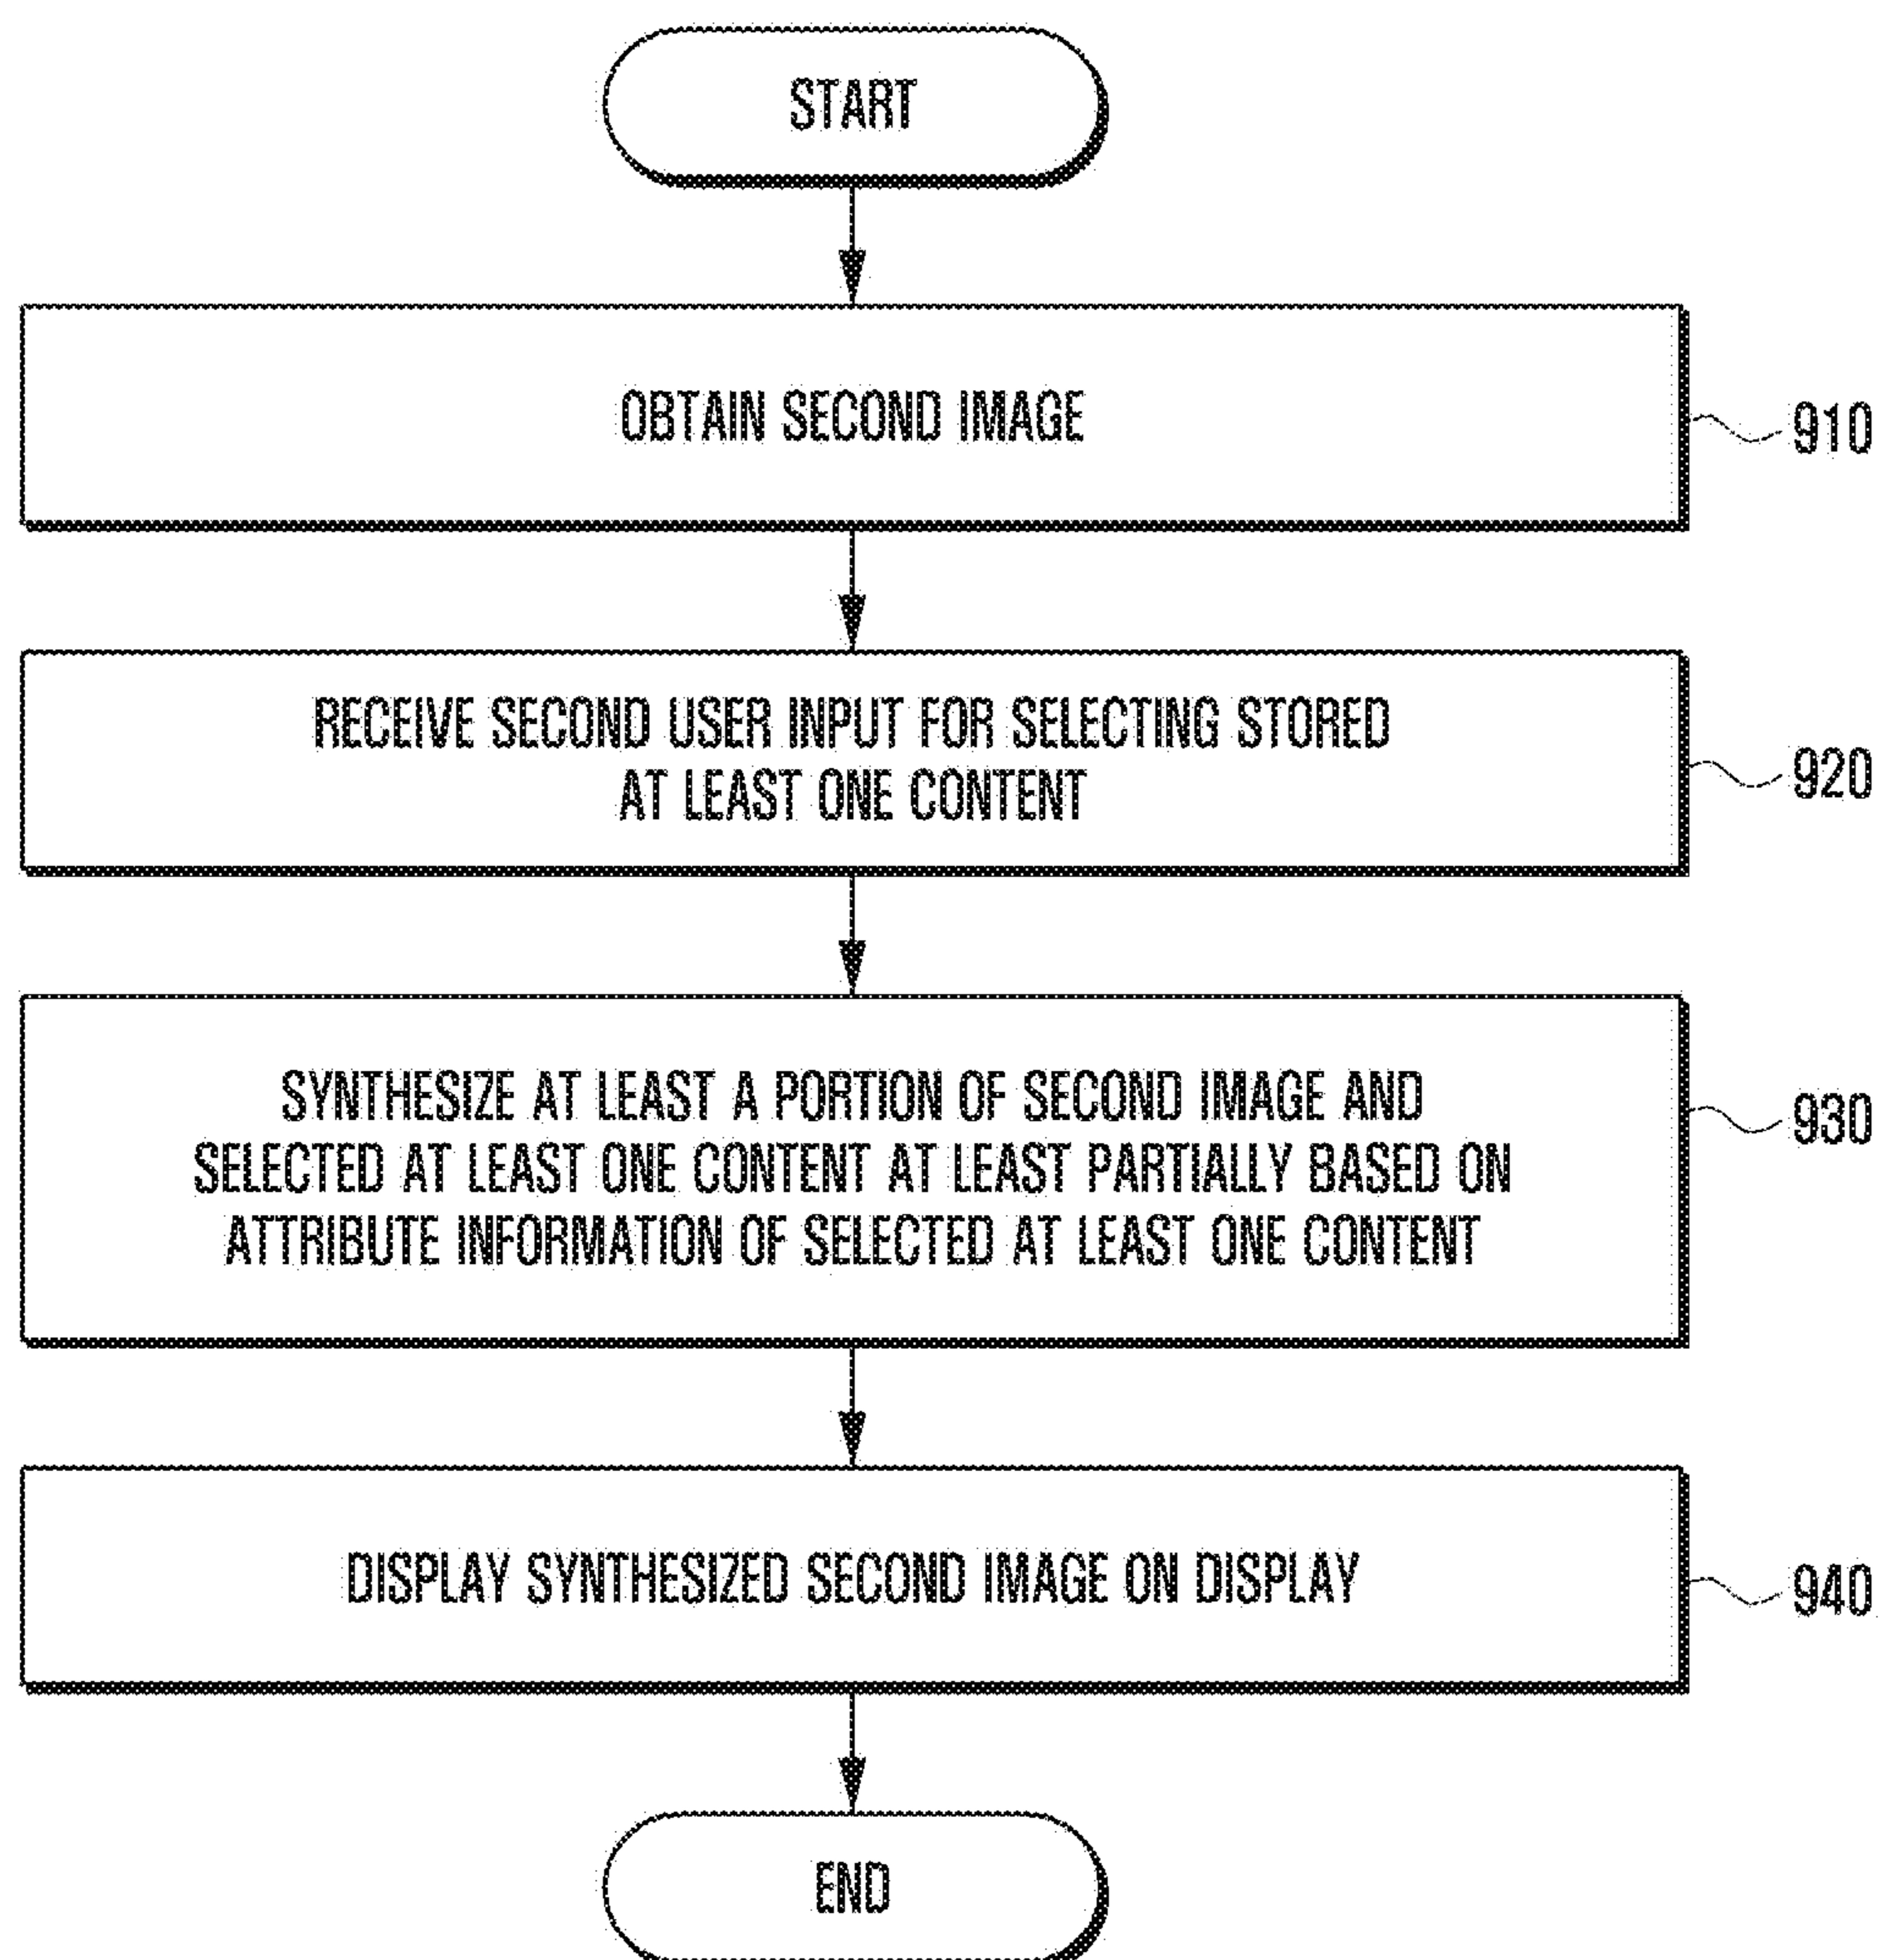 START
OBTAIN SECOND IMAGE
910
RECEIVE SECOND USER INPUT FOR SELECTING STORED
AT LEAST ONE CONTENT
920
SYNTHESIZE AT LEAST A PORTION OF SECOND IMAGE AND
SELECTED AT LEAST ONE CONTENT AT LEAST PARTIALLY BASED ON
ATTRIBUTE INFORMATION OF SELECTED AT LEAST ONE CONTENT
930
DISPLAY SYNTHESIZED SECOND IMAGE ON DISPLAY
940
END